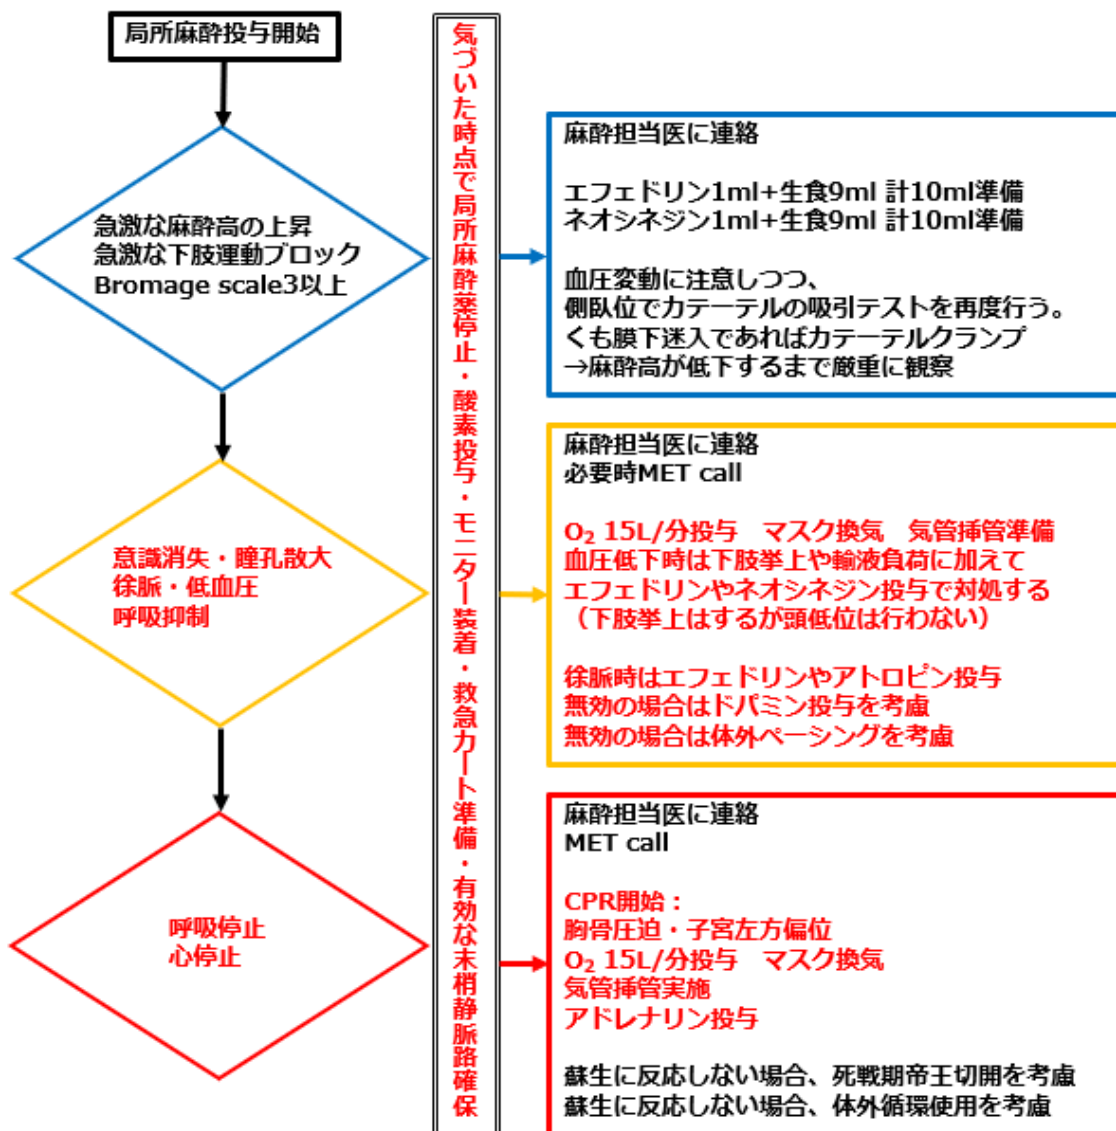 局所麻酔投与開始
気づいた時点で局所麻酔薬停止・酸素投与・モニター装着・救急カート準備・有効な末梢静脈路確保
急激な麻酔高の上昇
急激な下肢運動ブロック
Bromage scale3以上
麻酔担当医に連絡
エフェドリン1ml+生食9ml 計10ml準備
ネオシネジン1ml+生食9ml 計10ml準備
血圧変動に注意しつつ、
側臥位でカテーテルの吸引テストを再度行う。
くも膜下迷入であればカテーテルクランプ
→麻酔高が低下するまで厳重に観察
意識消失・瞳孔散大
徐脈・低血圧
呼吸抑制
麻酔担当医に連絡
必要時MET call
O₂ 15L/分投与　マスク換気　気管挿管準備
血圧低下時は下肢挙上や輸液負荷に加えて
エフェドリンやネオシネジン投与で対処する
（下肢挙上はするが頭低位は行わない）
徐脈時はエフェドリンやアトロピン投与
無効の場合はドパミン投与を考慮
無効の場合は体外ペーシングを考慮
呼吸停止
心停止
麻酔担当医に連絡
MET call
CPR開始：
胸骨圧迫・子宮左方偏位
O₂ 15L/分投与　マスク換気
気管挿管実施
アドレナリン投与
蘇生に反応しない場合、死戦期帝王切開を考慮
蘇生に反応しない場合、体外循環使用を考慮